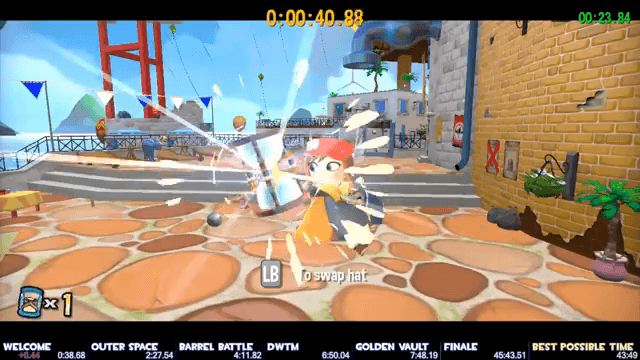 0:00:40.88
00:23.84
LB To swap hat
x 1
WELCOME OUTER SPACE BARREL BATTLE DWTM GOLDEN VAULT FINALE BEST POSSIBLE TIME
+0.44 0:38.68 2:27.54 4:11.82 6:50.04 7:48.19 45:43.51 43:49